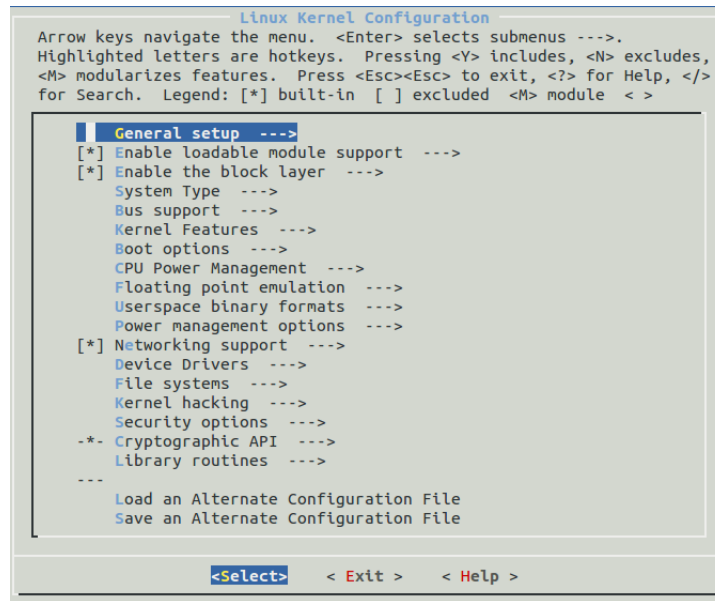 Linux Kernel Configuration
Arrow keys navigate the menu.  <Enter> selects submenus --->.
Highlighted letters are hotkeys.  Pressing <Y> includes, <N> excludes,
<M> modularizes features.  Press <Esc><Esc> to exit, <?> for Help, </>
for Search.  Legend: [*] built-in  [ ] excluded  <M> module  < >
General setup  --->
[*] Enable loadable module support  --->
[*] Enable the block layer  --->
System Type  --->
Bus support  --->
Kernel Features  --->
Boot options  --->
CPU Power Management  --->
Floating point emulation  --->
Userspace binary formats  --->
Power management options  --->
[*] Networking support  --->
Device Drivers  --->
File systems  --->
Kernel hacking  --->
Security options  --->
-*- Cryptographic API  --->
Library routines  --->
---
Load an Alternate Configuration File
Save an Alternate Configuration File
<Select>    < Exit >    < Help >